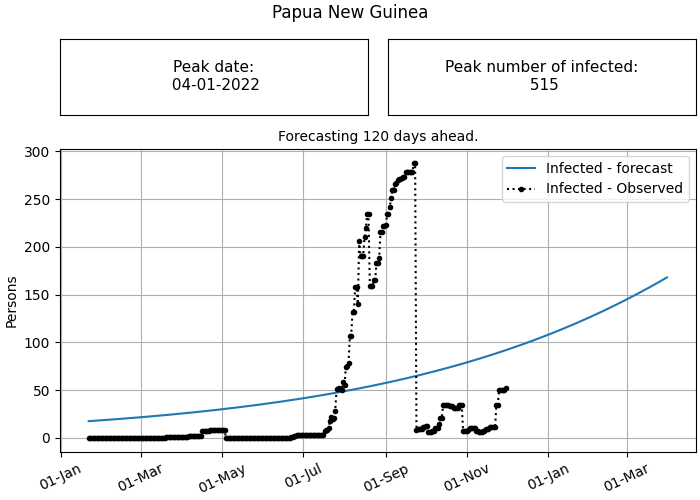 Papua New Guinea
Peak date:
04-01-2022
Peak number of infected:
515
Forecasting 120 days ahead.
300
250
200
150
100
50
0
Persons
Infected - forecast
Infected - Observed
01-Jan
01-Mar
01-May
01-Jul
01-Sep
01-Nov
01-Jan
01-Mar